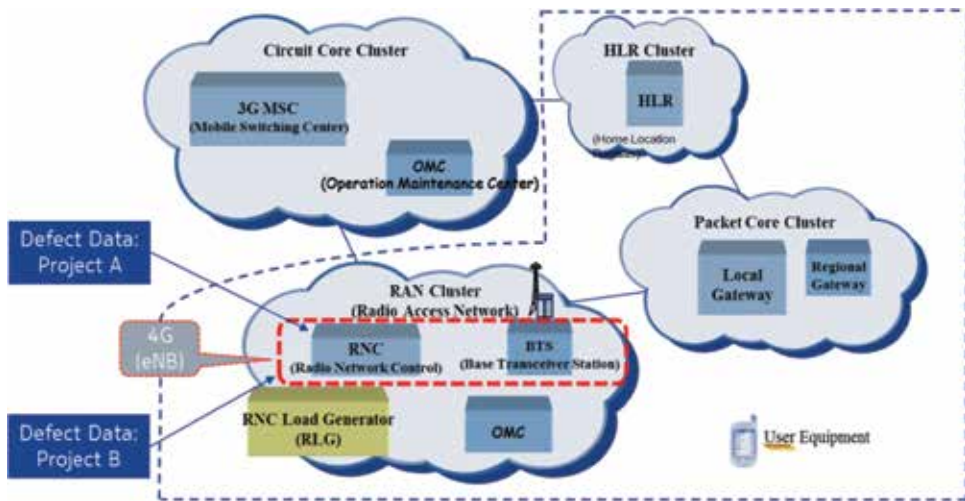 Circuit Core Cluster
3G MSC
(Mobile Switching Center)
OMC
(Operation Maintenance Center)
HLR Cluster
HLR
(Home Location
Packet Core Cluster
Local
Gateway
Regional
Gateway
Defect Data:
Project A
RAN Cluster
(Radio Access Network)
4G
(eNB)
RNC
(Radio Network Control)
BTS
(Base Transceiver Station)
RNC Load Generator
(RLG)
OMC
Defect Data:
Project B
User Equipment